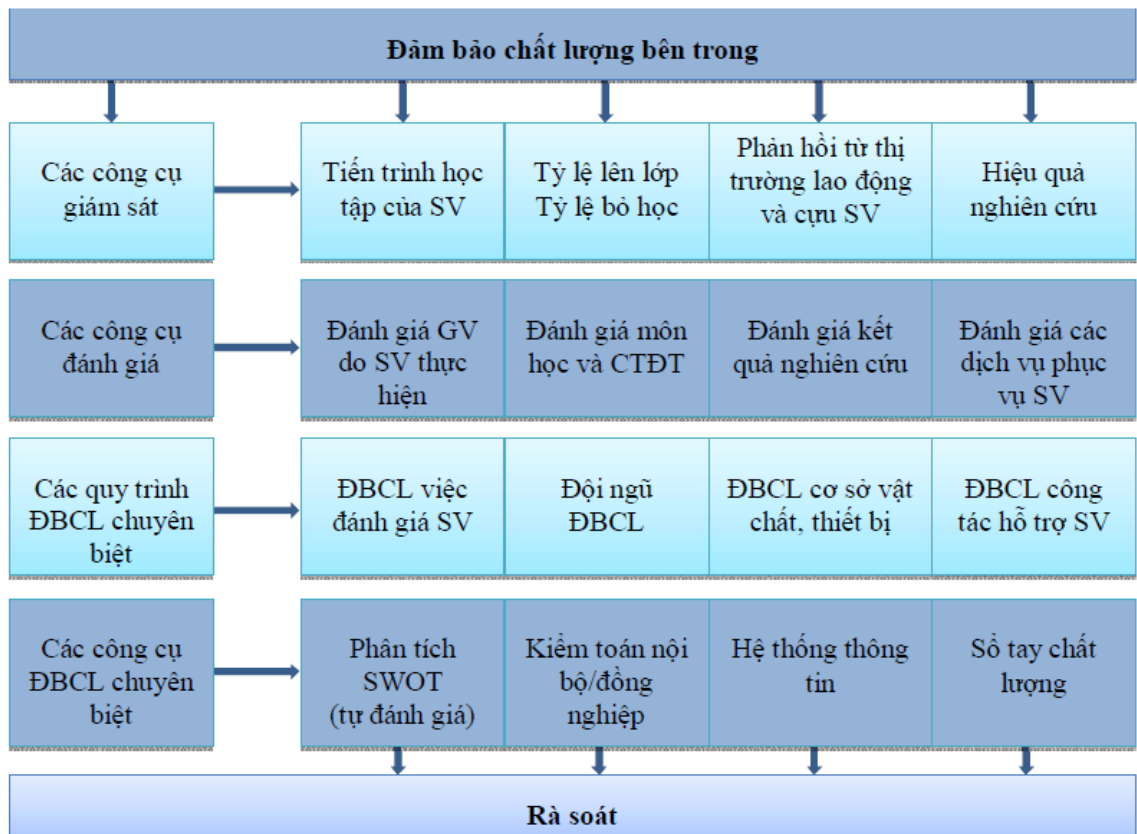 Đảm bảo chất lượng bên trong
Các công cụ
giám sát
Tiến trình học
tập của SV
Tỷ lệ lên lớp
Tỷ lệ bỏ học
Phản hồi từ thị
trường lao động
và cựu SV
Hiệu quả
nghiên cứu
Các công cụ
đánh giá
Đánh giá GV
do SV thực
hiện
Đánh giá môn
học và CTĐT
Đánh giá kết
quả nghiên cứu
Đánh giá các
dịch vụ phục
vụ SV
Các quy trình
ĐBCL chuyên
biệt
ĐBCL việc
đánh giá SV
Đội ngũ
ĐBCL
ĐBCL cơ sở vật
chất, thiết bị
ĐBCL công
tác hỗ trợ SV
Các công cụ
ĐBCL chuyên
biệt
Phân tích
SWOT
(tự đánh giá)
Kiểm toán nội
bộ/đồng
nghiệp
Hệ thống thông
tin
Sổ tay chất
lượng
Rà soát